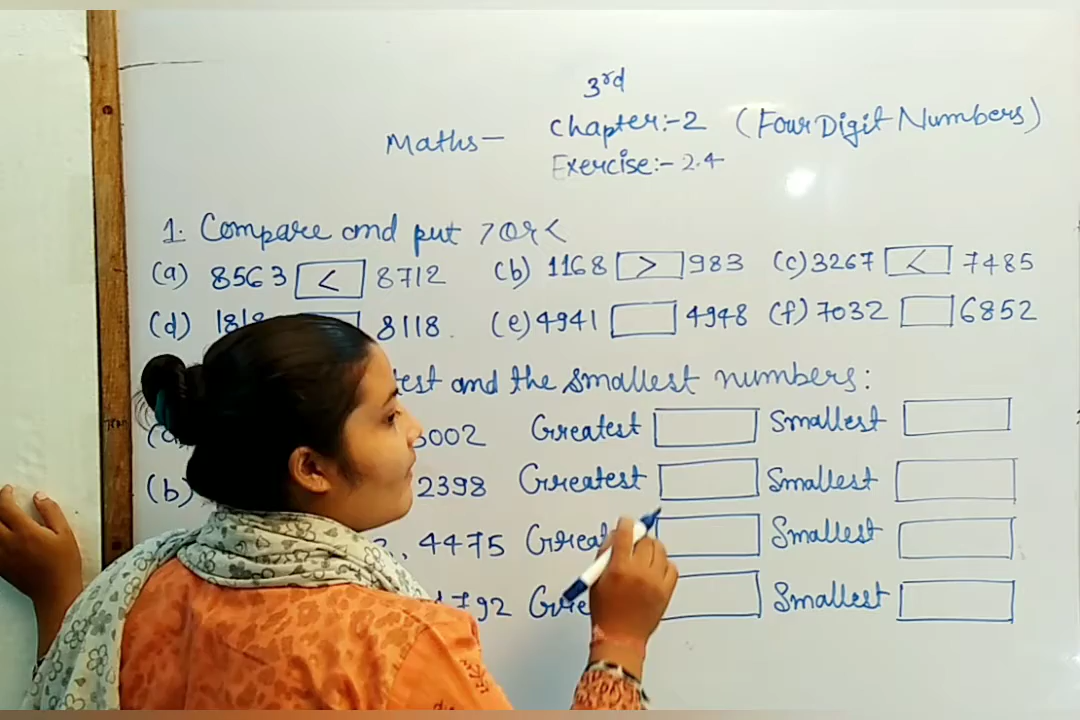 3rd
Maths— Chapter:-2 (Four Digit Numbers)
Exercise:- 2.4
1. Compare and put > or <
(a) 8563 < 8712 (b) 1168 > 983 (c) 3267 < 7485
(d) 1818 8118. (e) 4941 4948 (f) 7032 6852
and the smallest numbers:
Greatest Smallest
(b) 2398 Greatest Smallest
, 4475 Smallest
Smallest